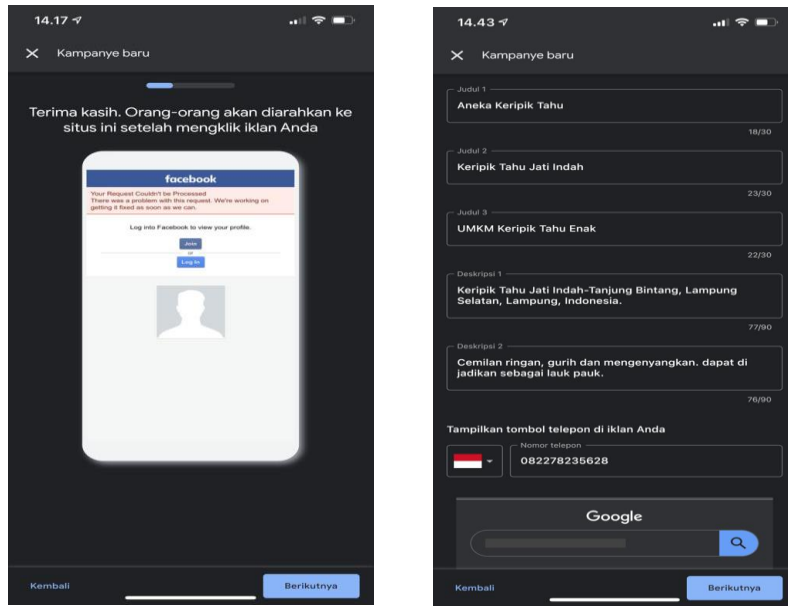 14.17
Kampanye baru
Terima kasih. Orang-orang akan diarahkan ke
situs ini setelah mengklik iklan Anda
facebook
Your Request Couldn't be Processed
There was a problem with this request. We're working on
getting it fixed as soon as we can.
Log into Facebook to view your profile.
Join
or
Log In
Kembali
Berikutnya
14.43
Kampanye baru
Judul 1
Aneka Keripik Tahu
18/30
Judul 2
Keripik Tahu Jati Indah
23/30
Judul 3
UMKM Keripik Tahu Enak
22/30
Deskripsi 1
Keripik Tahu Jati Indah-Tanjung Bintang, Lampung
Selatan, Lampung, Indonesia.
77/90
Deskripsi 2
Cemilan ringan, gurih dan mengenyangkan. dapat di
jadikan sebagai lauk pauk.
76/90
Tampilkan tombol telepon di iklan Anda
Nomor telepon
082278235628
Google
Kembali
Berikutnya